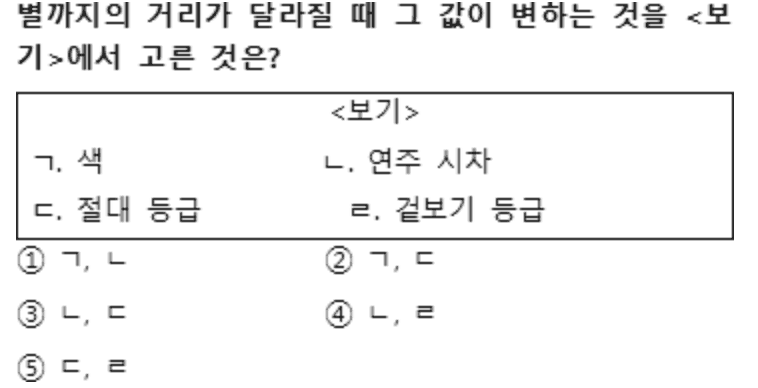 별까지의 거리가 달라질 때 그 값이 변하는 것을 <보
기>에서 고른 것은?
<보기>
ㄱ. 색 ㄴ. 연주 시차
ㄷ. 절대 등급 ㄹ. 겉보기 등급
① ㄱ, ㄴ ② ㄱ, ㄷ
③ ㄴ, ㄷ ④ ㄴ, ㄹ
⑤ ㄷ, ㄹ